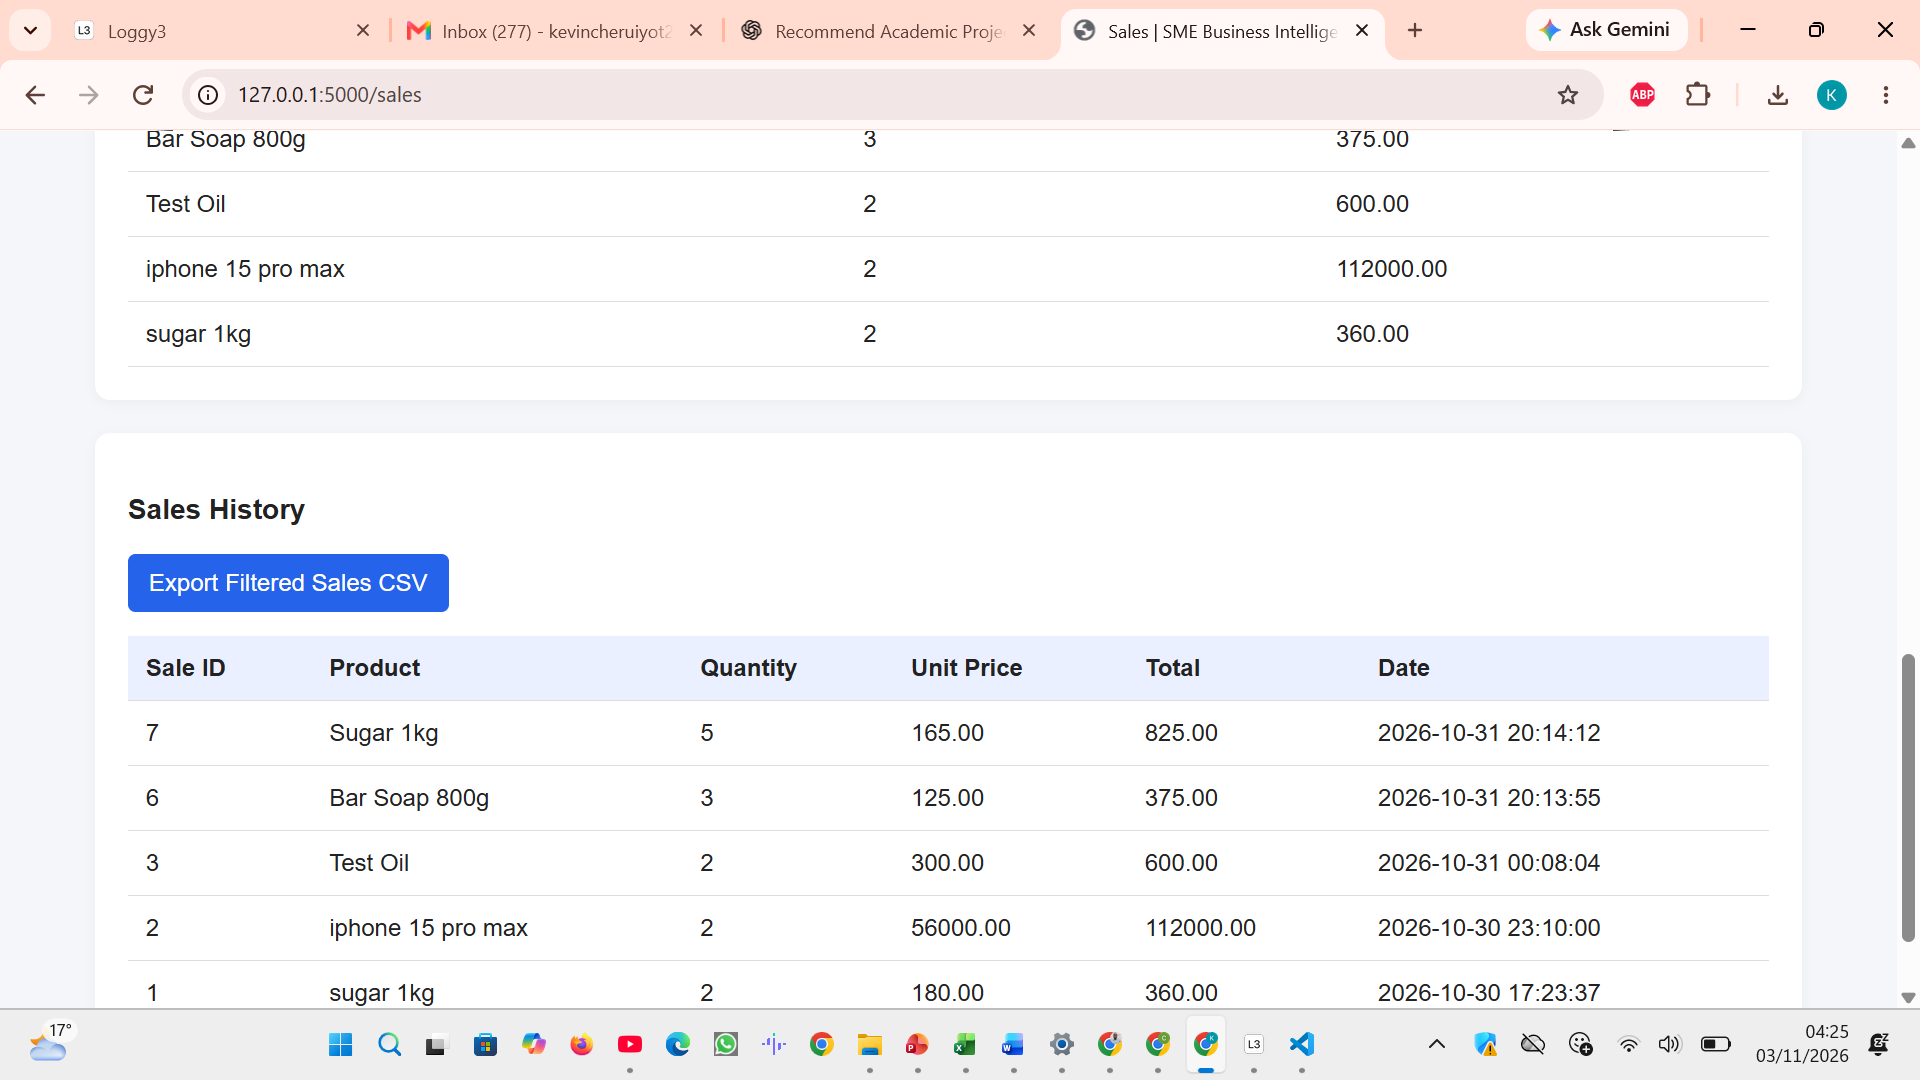 Loggy3
Inbox (277) - kevincheruiyot2
Recommend Academic Proje
Sales | SME Business Intellige
Ask Gemini
127.0.0.1:5000/sales
ABP
K
Bar Soap 800g 3 375.00
Test Oil 2 600.00
iphone 15 pro max 2 112000.00
sugar 1kg 2 360.00
Sales History
Export Filtered Sales CSV
Sale ID Product Quantity Unit Price Total Date
7 Sugar 1kg 5 165.00 825.00 2026-10-31 20:14:12
6 Bar Soap 800g 3 125.00 375.00 2026-10-31 20:13:55
3 Test Oil 2 300.00 600.00 2026-10-31 00:08:04
2 iphone 15 pro max 2 56000.00 112000.00 2026-10-30 23:10:00
1 sugar 1kg 2 180.00 360.00 2026-10-30 17:23:37
17°
L3
04:25
03/11/2026